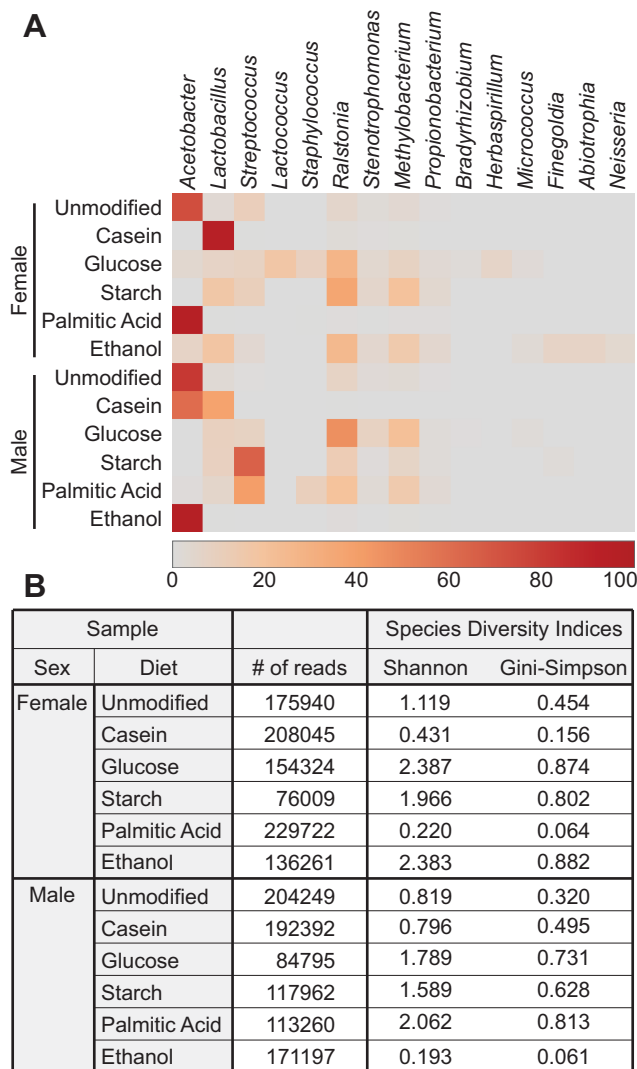 A
Acetobacter Lactobacillus Streptococcus Lactococcus Staphylococcus Ralstonia Stenotrophomonas Methylobacterium Propionobacterium Bradyrhizobium Herbaspirillum Micrococcus Finegoldia Abiotrophia Neisseria
Female
Unmodified
Casein
Glucose
Starch
Palmitic Acid
Ethanol
Male
Unmodified
Casein
Glucose
Starch
Palmitic Acid
Ethanol
0 20 40 60 80 100
B
Sample Species Diversity Indices
Sex Diet # of reads Shannon Gini-Simpson
Female Unmodified 175940 1.119 0.454
Casein 208045 0.431 0.156
Glucose 154324 2.387 0.874
Starch 76009 1.966 0.802
Palmitic Acid 229722 0.220 0.064
Ethanol 136261 2.383 0.882
Male Unmodified 204249 0.819 0.320
Casein 192392 0.796 0.495
Glucose 84795 1.789 0.731
Starch 117962 1.589 0.628
Palmitic Acid 113260 2.062 0.813
Ethanol 171197 0.193 0.061